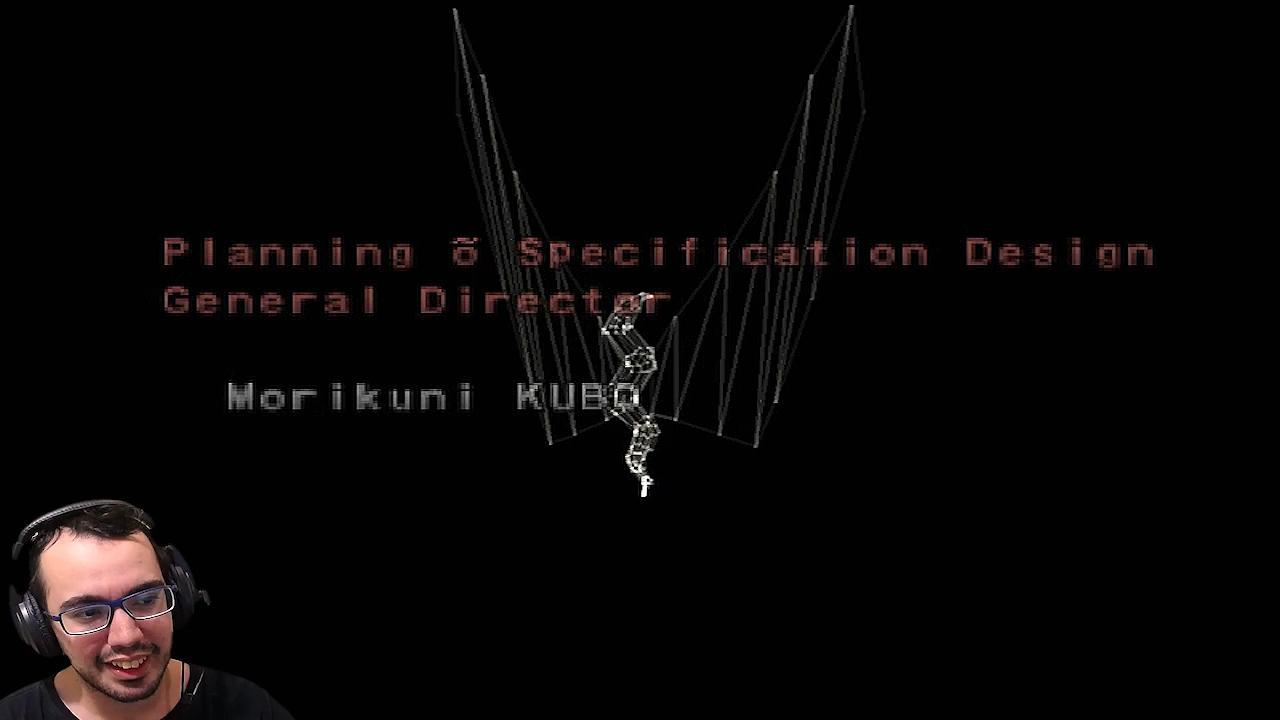 Planning õ Specification Design
General Director
Morikuni KUBO